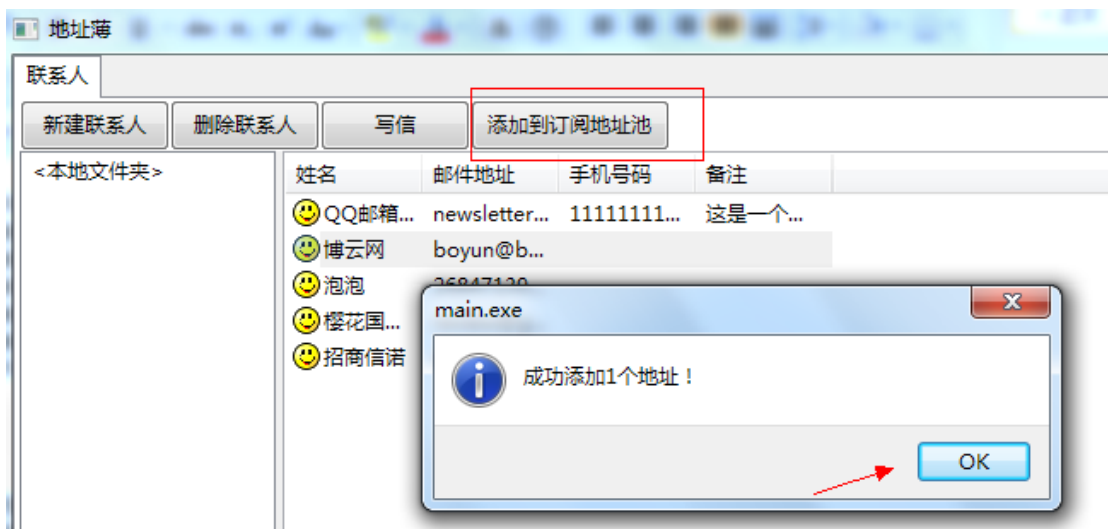 地址薄
联系人
新建联系人 删除联系人 写信 添加到订阅地址池
<本地文件夹>
姓名 邮件地址 手机号码 备注
QQ邮箱... newsletter... 11111111... 这是一个...
博云网 boyun@b...
泡泡
樱花国...
招商信诺
main.exe
成功添加1个地址！
OK